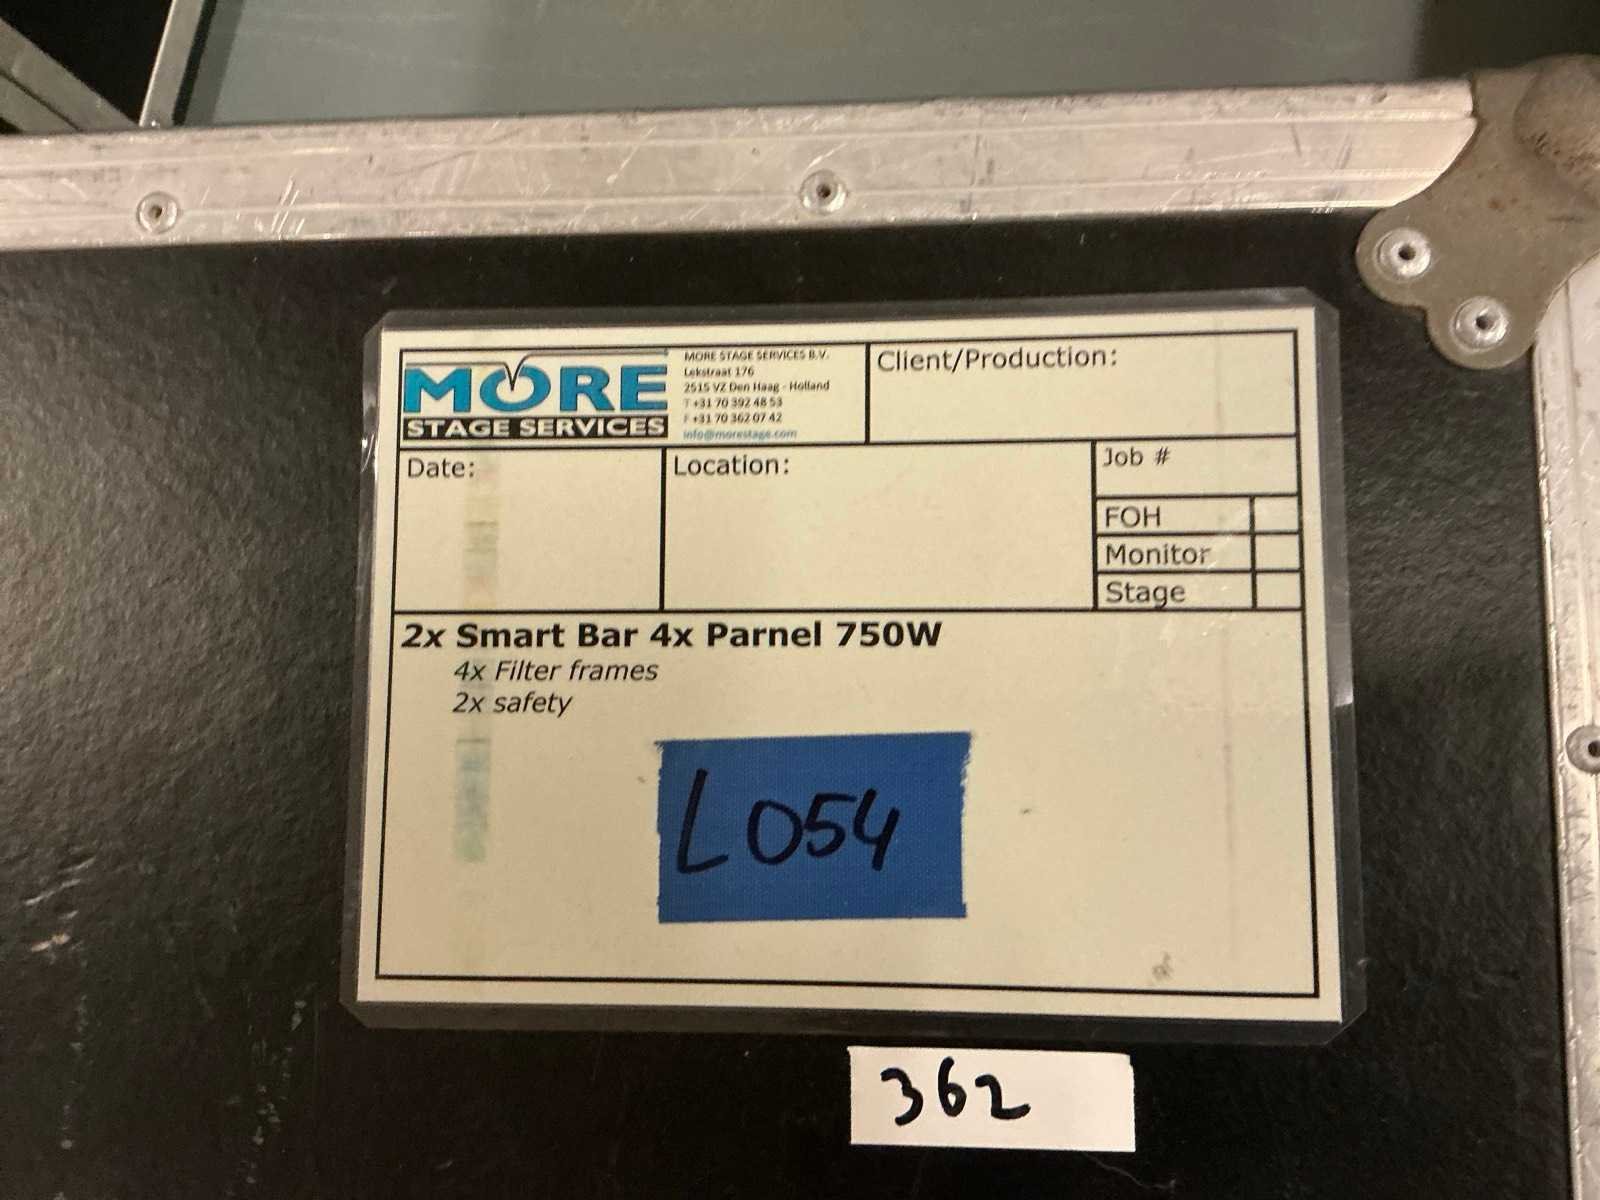 MORE
STAGE SERVICES
MORE STAGE SERVICES B.V.
Lekstraat 176
2515 VZ Den Haag - Holland
T +31 70 392 48 53
F +31 70 362 07 42
info@morestage.com
Client/Production:
Date:
Location:
Job #
FOH
Monitor
Stage
2x Smart Bar 4x Parnel 750W
4x Filter frames
2x safety
L054
362